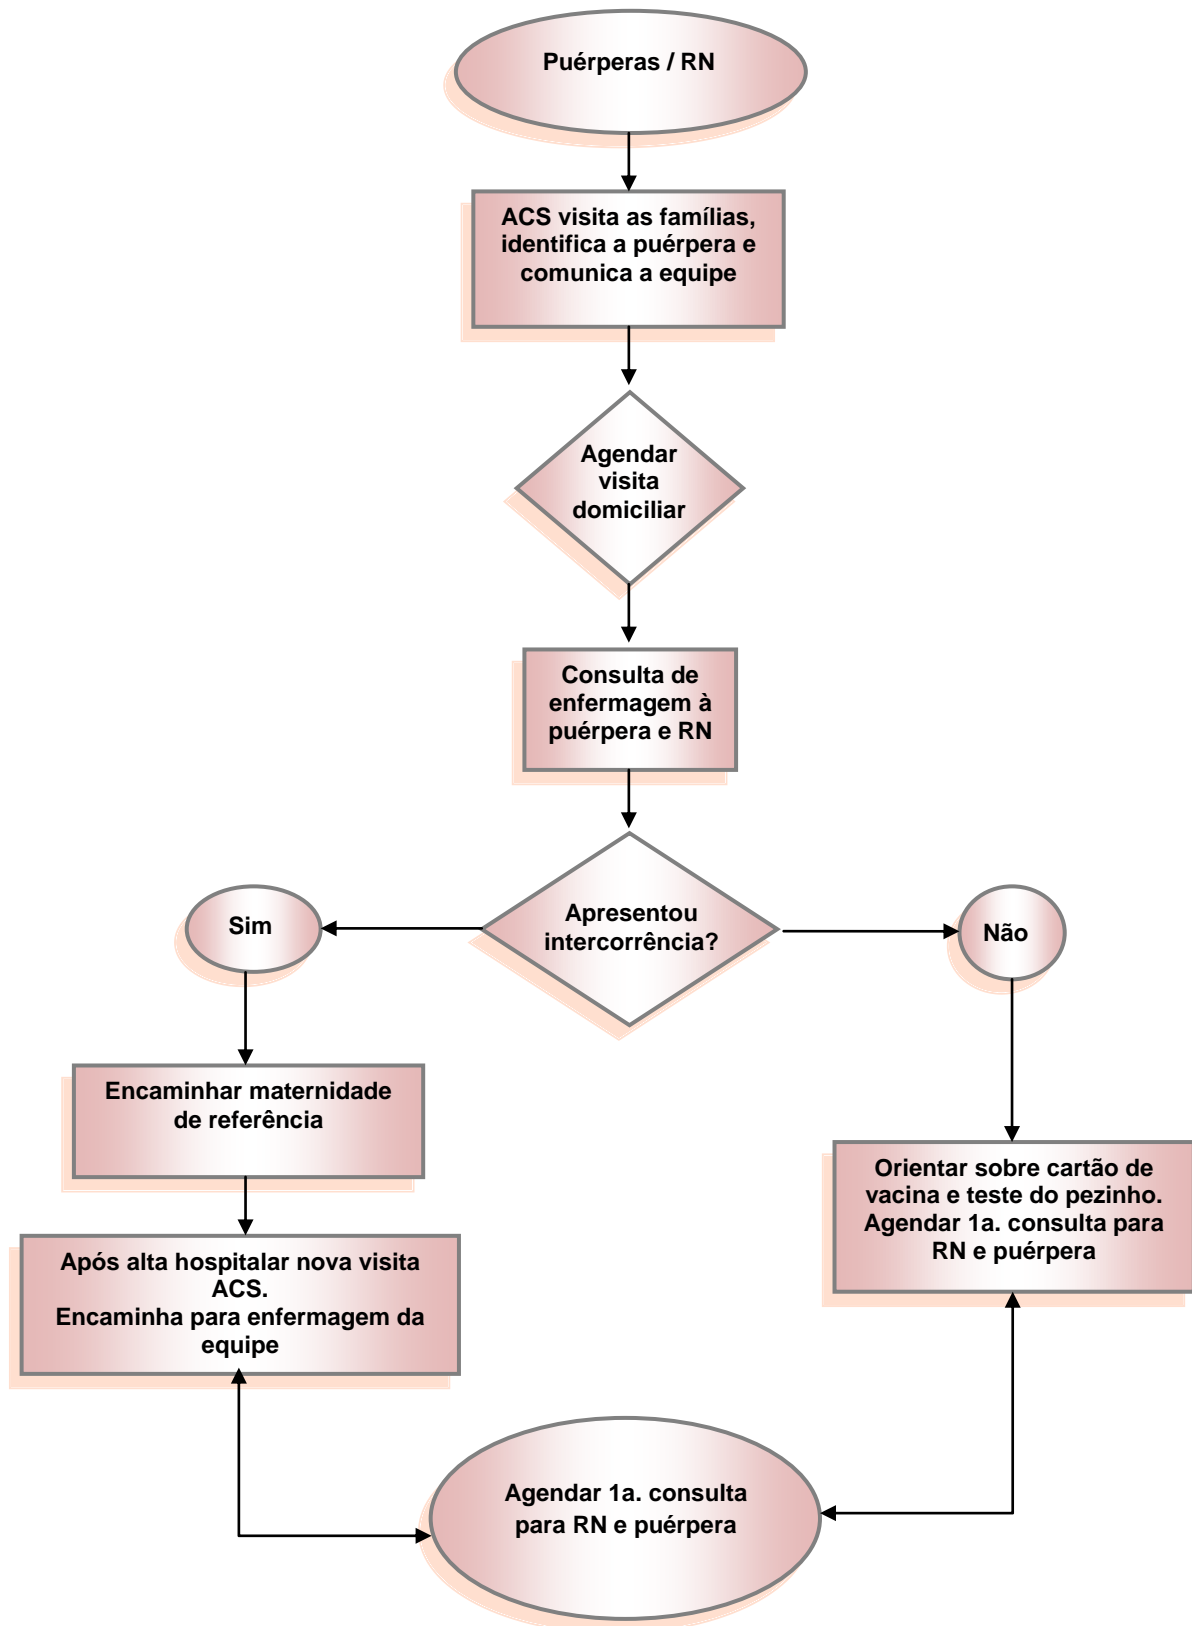 Puérperas / RN
ACS visita as famílias,
identifica a puérpera e
comunica a equipe
Agendar
visita
domiciliar
Consulta de
enfermagem à
puérpera e RN
Apresentou
intercorrência?
Sim
Não
Encaminhar maternidade
de referência
Orientar sobre cartão de
vacina e teste do pezinho.
Agendar 1a. consulta para
RN e puérpera
Após alta hospitalar nova visita
ACS.
Encaminha para enfermagem da
equipe
Agendar 1a. consulta
para RN e puérpera